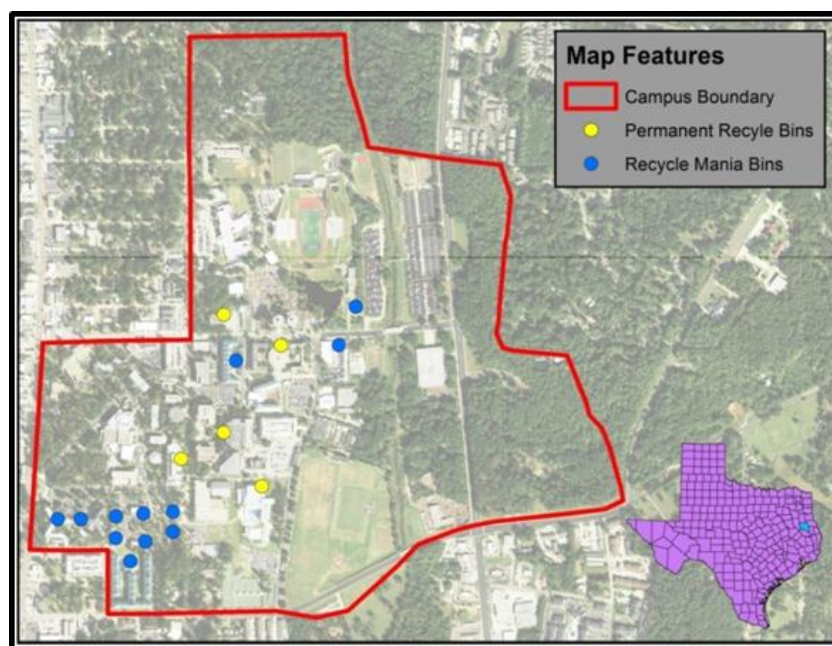 Map Features
Campus Boundary
Permanent Recyle Bins
Recycle Mania Bins